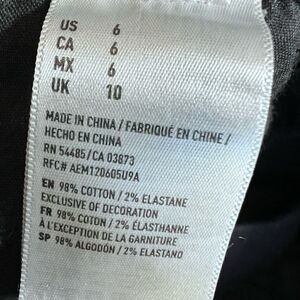 US 6
CA 6
MX 6
UK 10
MADE IN CHINA / FABRIQUÉ EN CHINE /
HECHO EN CHINA
RN 54485/CA 03873
RFC# AEM120605U9A
EN 98% COTTON / 2% ELASTANE
EXCLUSIVE OF DECORATION
FR 98% COTON / 2% ÉLASTHANNE
À L'EXCEPTION DE LA GARNITURE
SP 98% ALGODÓN / 2% ELASTANO